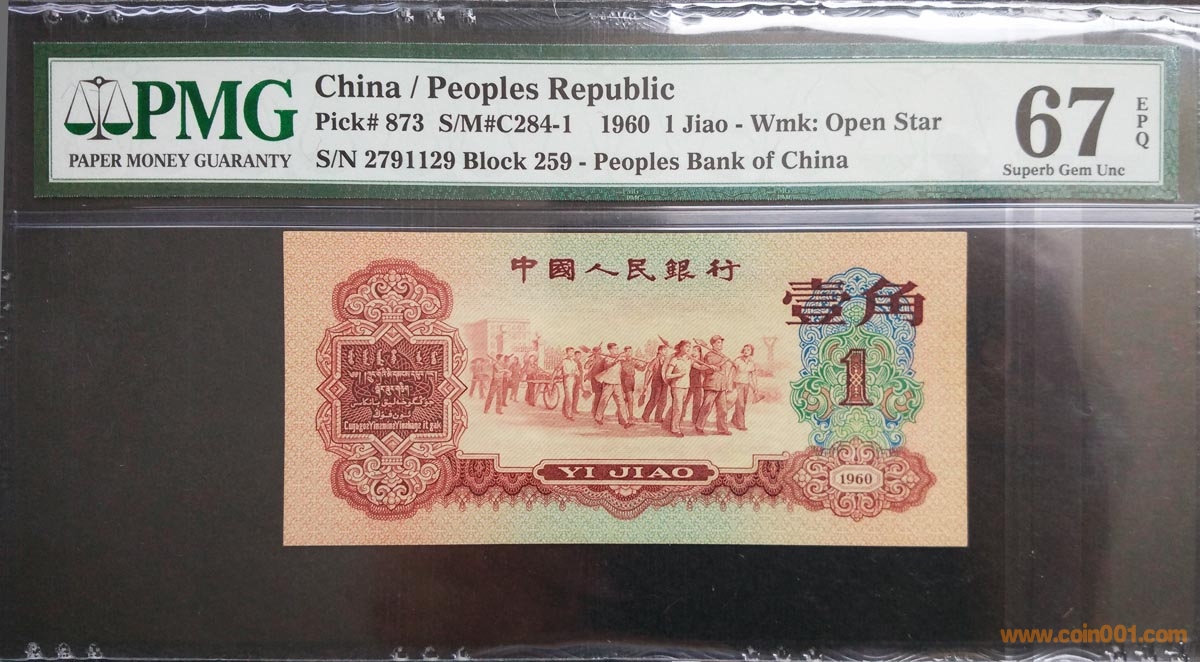 PMG
PAPER MONEY GUARANTY
China / Peoples Republic
Pick# 873 S/M#C284-1 1960 1 Jiao - Wmk: Open Star
S/N 2791129 Block 259 - Peoples Bank of China
67
EPQ
Superb Gem Unc
中國人民銀行
壹角
1
YI JIAO
1960
www.coin001.com